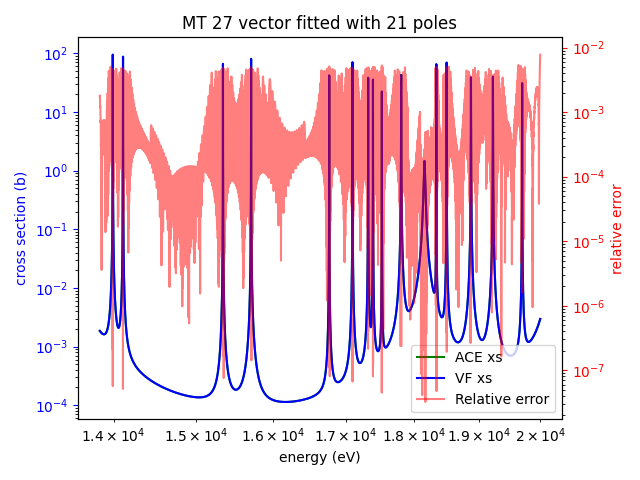 MT 27 vector fitted with 21 poles
cross section (b)
10²
10¹
10⁰
10⁻¹
10⁻²
10⁻³
10⁻⁴
relative error
10⁻²
10⁻³
10⁻⁴
10⁻⁵
10⁻⁶
10⁻⁷
ACE xs
VF xs
Relative error
1.4 × 10⁴ 1.5 × 10⁴ 1.6 × 10⁴ 1.7 × 10⁴ 1.8 × 10⁴ 1.9 × 10⁴ 2 × 10⁴
energy (eV)